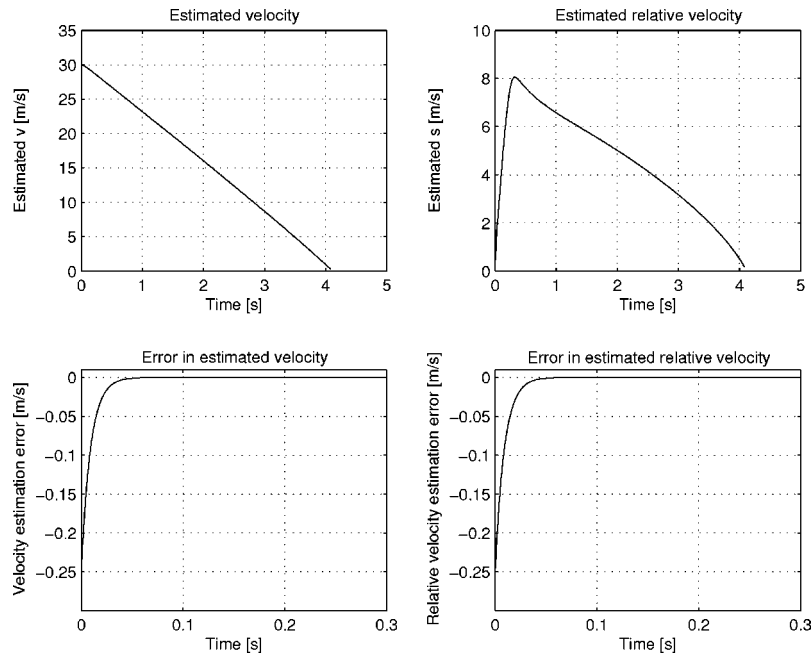 Estimated velocity
Estimated v [m/s]
35
30
25
20
15
10
5
0
0 1 2 3 4 5
Time [s]
Estimated relative velocity
Estimated s [m/s]
10
8
6
4
2
0
0 1 2 3 4 5
Time [s]
Error in estimated velocity
Velocity estimation error [m/s]
0
−0.05
−0.1
−0.15
−0.2
−0.25
0 0.1 0.2 0.3
Time [s]
Error in estimated relative velocity
Relative velocity estimation error [m/s]
0
−0.05
−0.1
−0.15
−0.2
−0.25
0 0.1 0.2 0.3
Time [s]